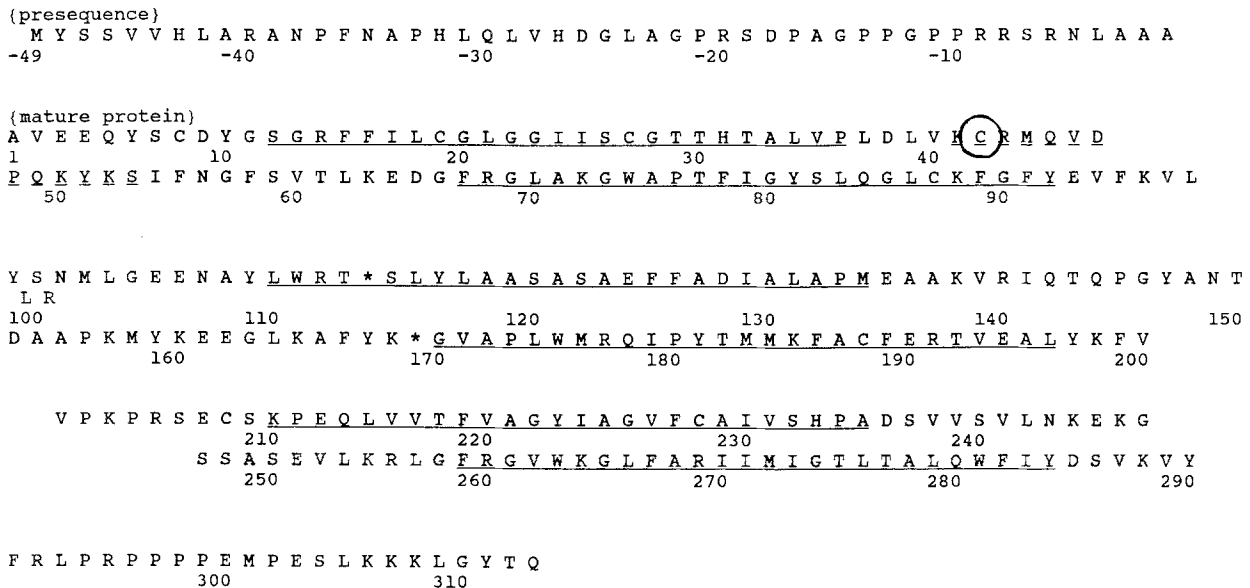 {presequence}
M Y S S V V H L A R A N P F N A P H L Q L V H D G L A G P R S D P A G P P G P P R R S R N L A A A
-49 -40 -30 -20 -10
{mature protein}
A V E E Q Y S C D Y G S G R F F I L C G L G G I I S C G T T H T A L V P L D L V K C R M Q V D
1 10 20 30 40
P Q K Y K S I F N G F S V T L K E D G F R G L A K G W A P T F I G Y S L Q G L C K F G F Y E V F K V L
50 60 70 80 90
Y S N M L G E E N A Y L W R T * S L Y L A A S A S A E F F A D I A L A P M E A A K V R I Q T Q P G Y A N T
L R
100 110 120 130 140 150
D A A P K M Y K E E G L K A F Y K * G V A P L W M R Q I P Y T M M K F A C F E R T V E A L Y K F V
160 170 180 190 200
V P K P R S E C S K P E Q L V V T F V A G Y I A G V F C A I V S H P A D S V V S V L N K E K G
210 220 230 240
S S A S E V L K R L G F R G V W K G L F A R I I M I G T L T A L Q W F I Y D S V K V Y
250 260 270 280 290
F R L P R P P P P E M P E S L K K K L G Y T Q
300 310